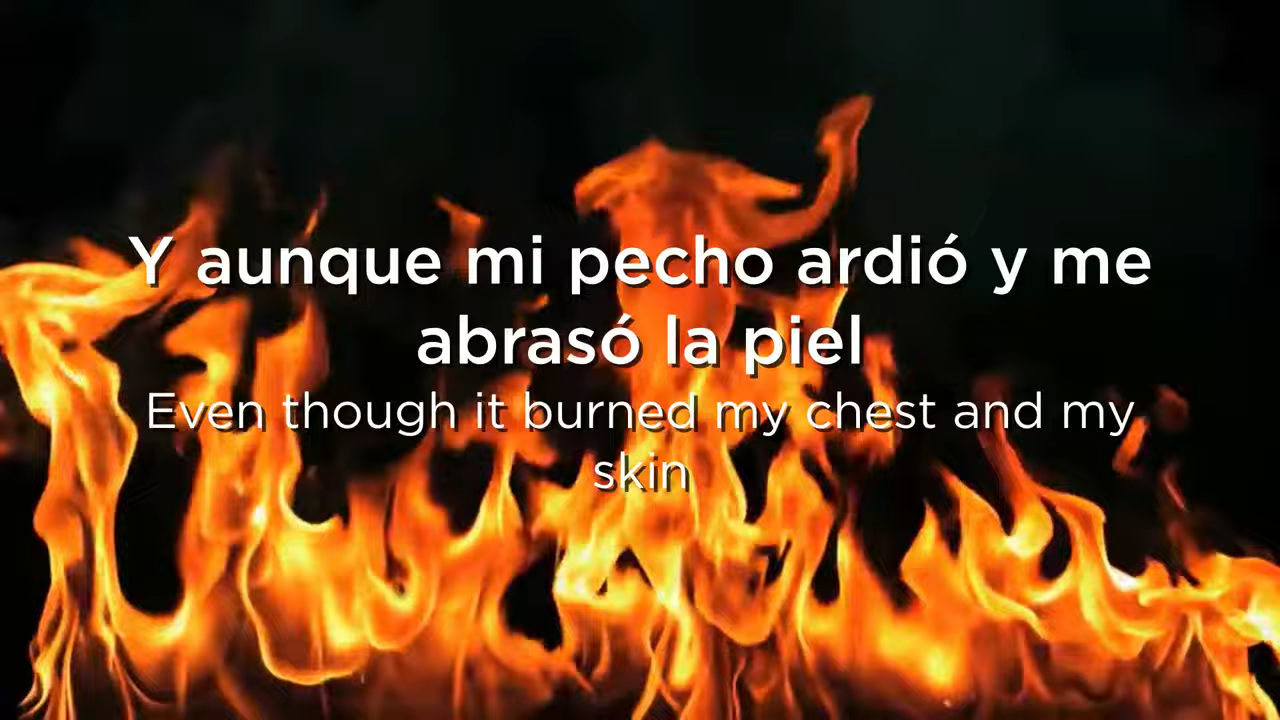 Y aunque mi pecho ardió y me
abrasó la piel
Even though it burned my chest and my
skin